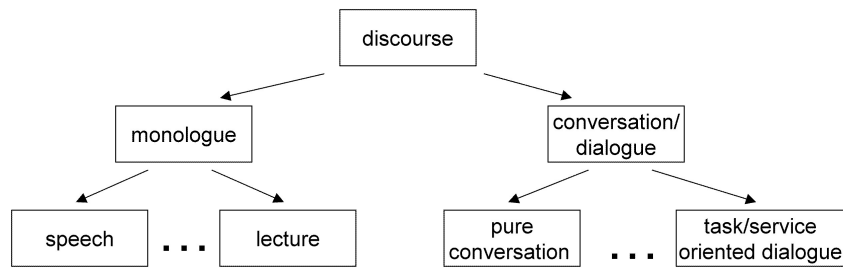 discourse
monologue
conversation/
dialogue
speech
. . .
lecture
pure
conversation
. . .
task/service
oriented dialogue